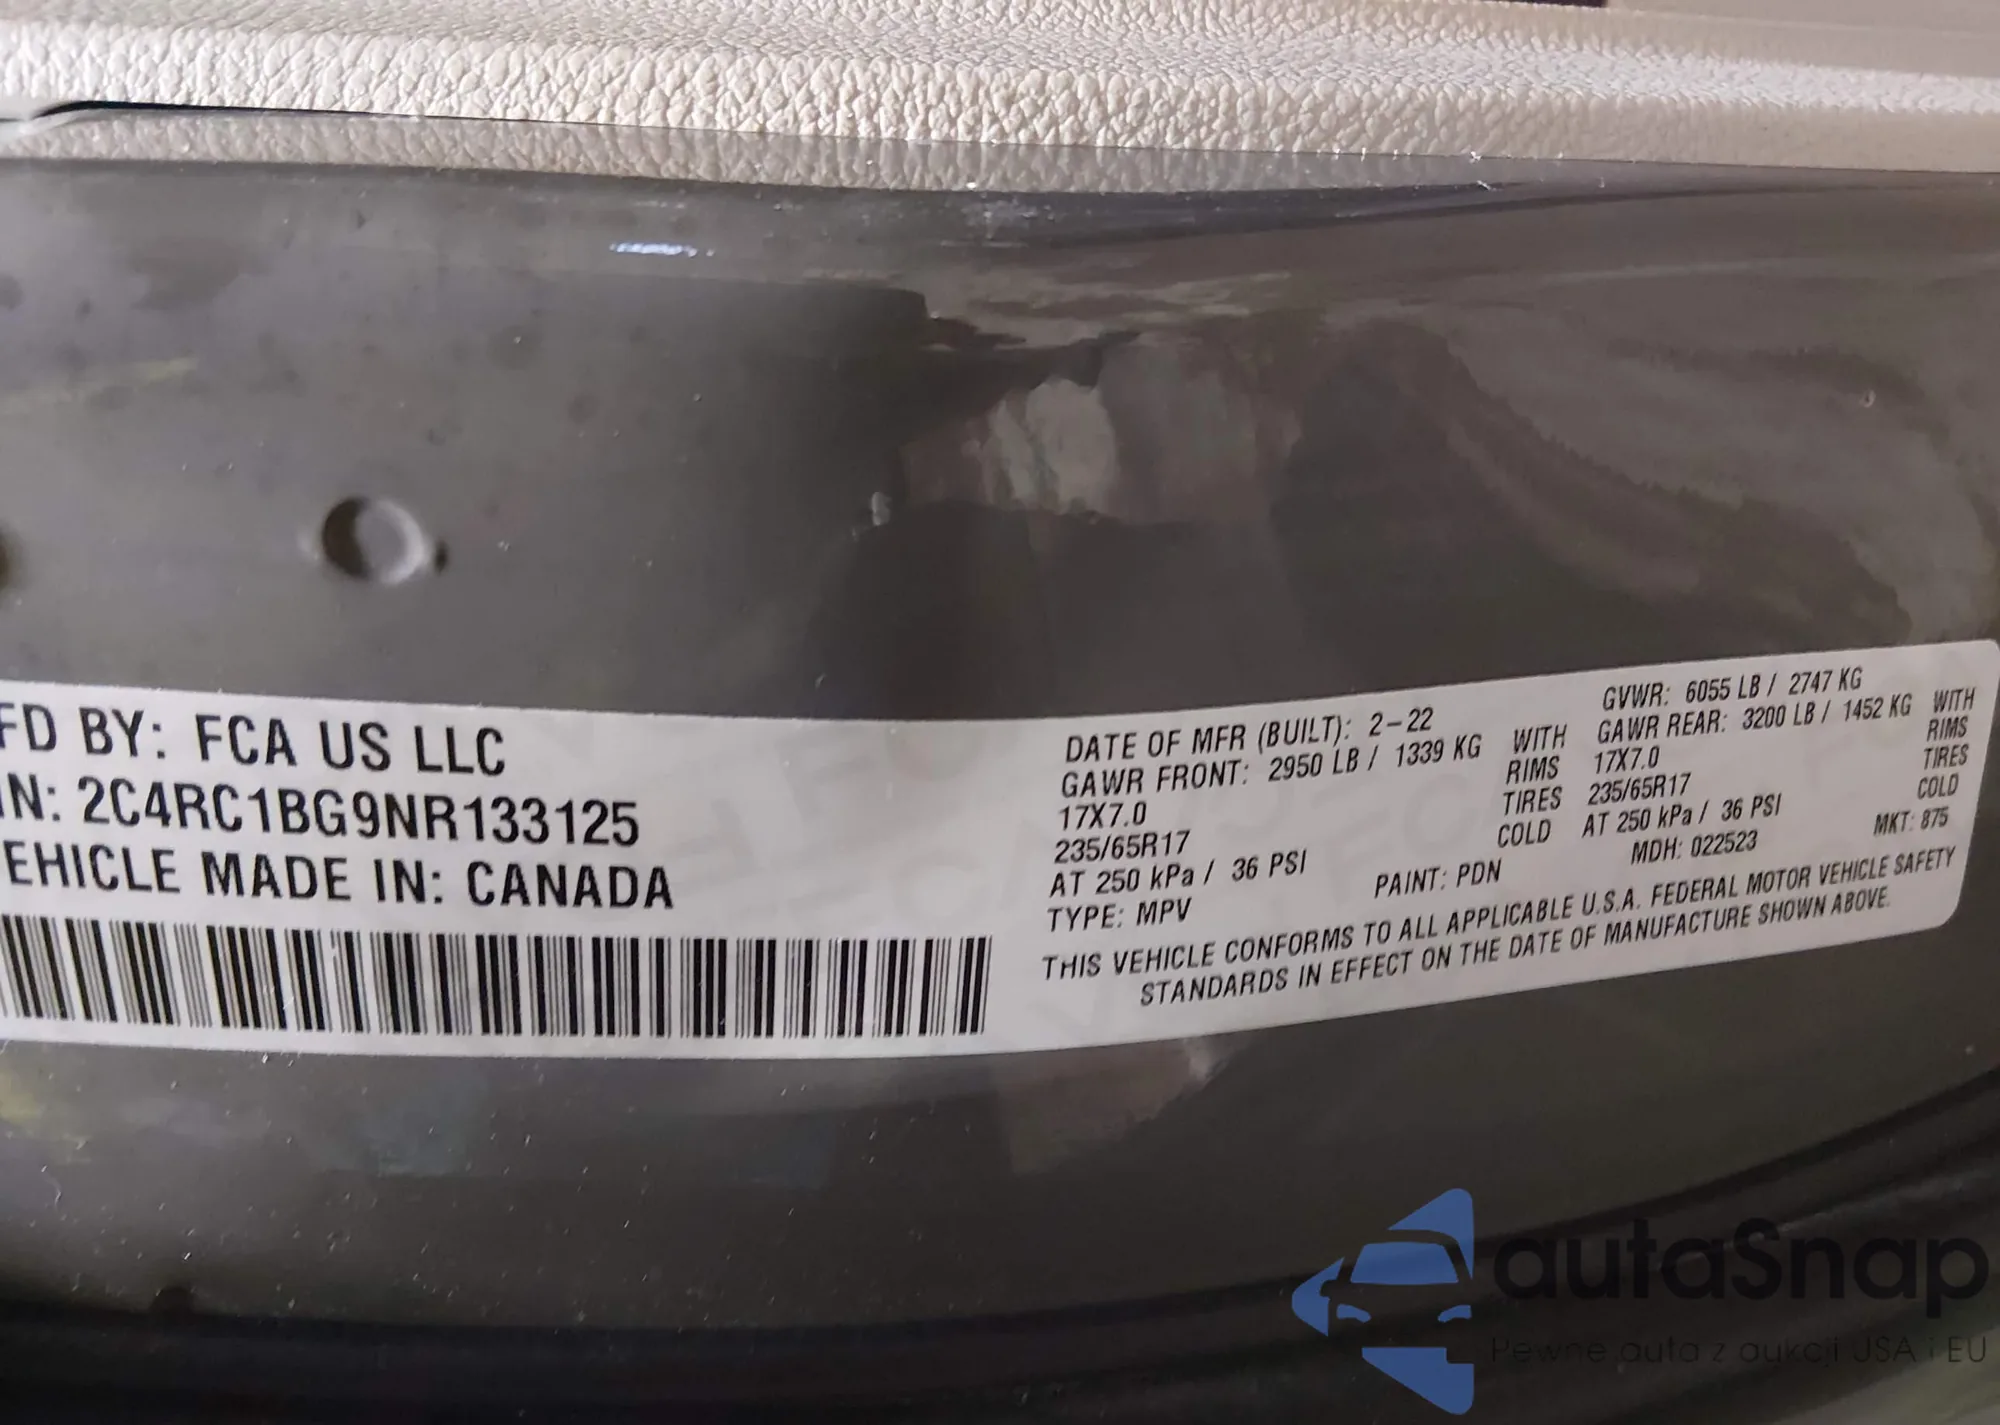 FD BY: FCA US LLC
IN: 2C4RC1BG9NR133125
EHICLE MADE IN: CANADA
DATE OF MFR (BUILT): 2-22 GVWR: 6055 LB / 2747 KG
GAWR FRONT: 2950 LB / 1339 KG WITH GAWR REAR: 3200 LB / 1452 KG WITH
17X7.0 RIMS 17X7.0 RIMS
235/65R17 TIRES 235/65R17 TIRES
AT 250 kPa / 36 PSI COLD AT 250 kPa / 36 PSI COLD
TYPE: MPV PAINT: PDN MDH: 022523 MKT: 875
THIS VEHICLE CONFORMS TO ALL APPLICABLE U.S.A. FEDERAL MOTOR VEHICLE SAFETY
STANDARDS IN EFFECT ON THE DATE OF MANUFACTURE SHOWN ABOVE.
autaSnap
Pewne auta z aukcji USA i EU